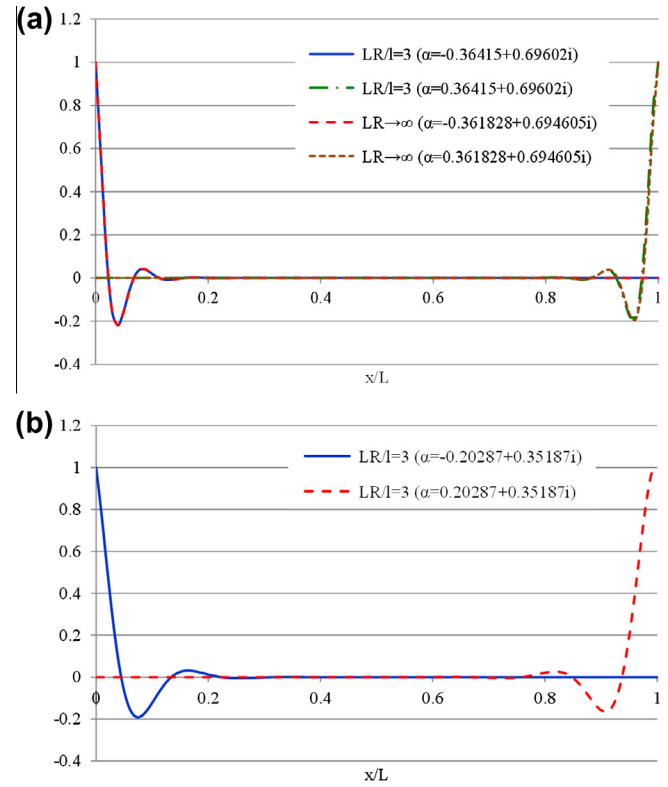 (a)
1.2
1
0.8
0.6
0.4
0.2
0
-0.2
-0.4
LR/l=3 (α=-0.36415+0.69602i)
LR/l=3 (α=0.36415+0.69602i)
LR→∞ (α=-0.361828+0.694605i)
LR→∞ (α=0.361828+0.694605i)
0 0.2 0.4 0.6 0.8 1
x/L
(b)
1.2
1
0.8
0.6
0.4
0.2
0
-0.2
-0.4
LR/l=3 (α=-0.20287+0.35187i)
LR/l=3 (α=0.20287+0.35187i)
0 0.2 0.4 0.6 0.8 1
x/L